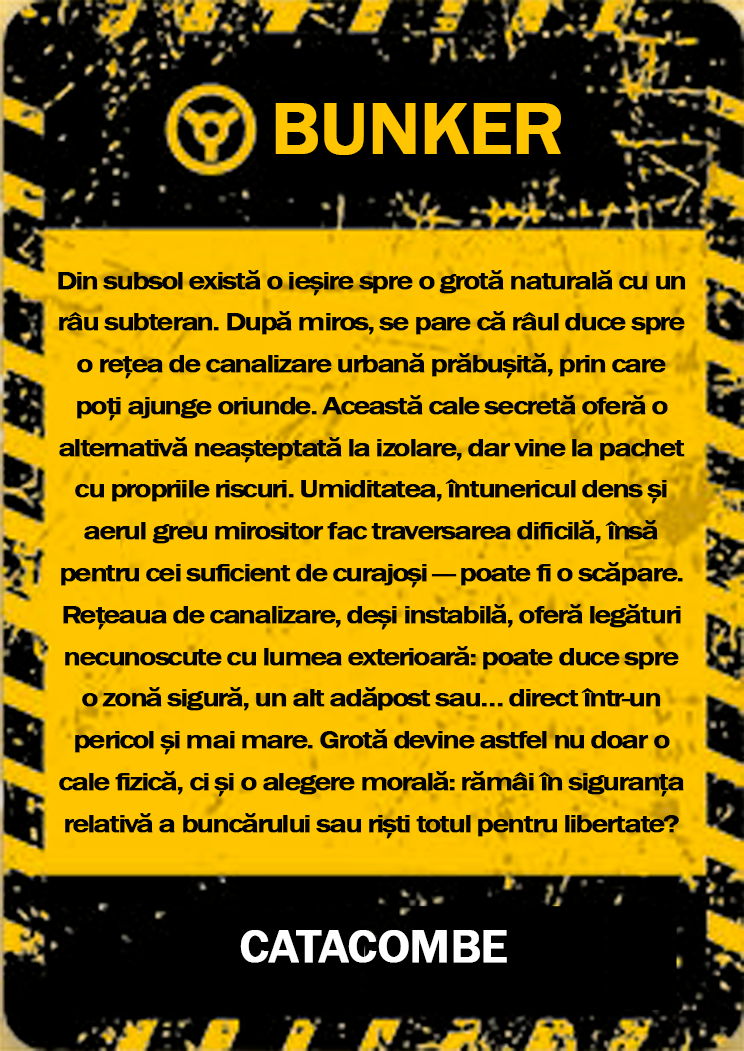 BUNKER
Din subsol există o ieșire spre o grotă naturală cu un
râu subteran. După miros, se pare că râul duce spre
o rețea de canalizare urbană prăbușită, prin care
poți ajunge oriunde. Această cale secretă oferă o
alternativă neașteptată la izolare, dar vine la pachet
cu propriile riscuri. Umiditatea, întunericul dens și
aerul greu mirositor fac traversarea dificilă, însă
pentru cei suficient de curajoși — poate fi o scăpare.
Rețeaua de canalizare, deși instabilă, oferă legături
necunoscute cu lumea exterioară: poate duce spre
o zonă sigură, un alt adăpost sau... direct într-un
pericol și mai mare. Grotă devine astfel nu doar o
cale fizică, ci și o alegere morală: rămâi în siguranța
relativă a buncărului sau riști totul pentru libertate?
CATACOMBE